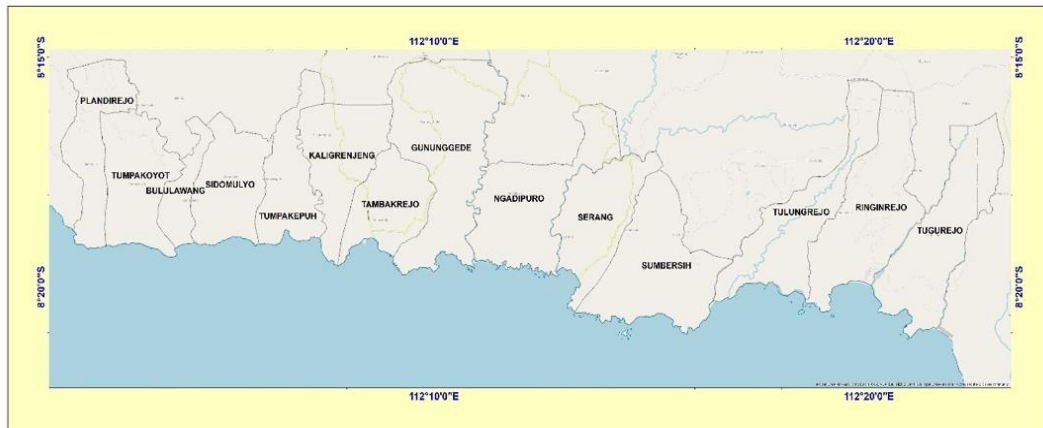 112°10'0"E
112°20'0"E
8°15'0"S
8°15'0"S
PLANDIREJO
GUNUNGGEDE
KALIGRENJENG
TUMPAKOYOT
SIDOMULYO
BULULAWANG
NGADIPURO
TAMBAKREJO
RINGINREJO
TULUNGREJO
TUMPAKEPUH
SERANG
TUGUREJO
SUMBERSIH
8°20'0"S
8°20'0"S
112°10'0"E
112°20'0"E